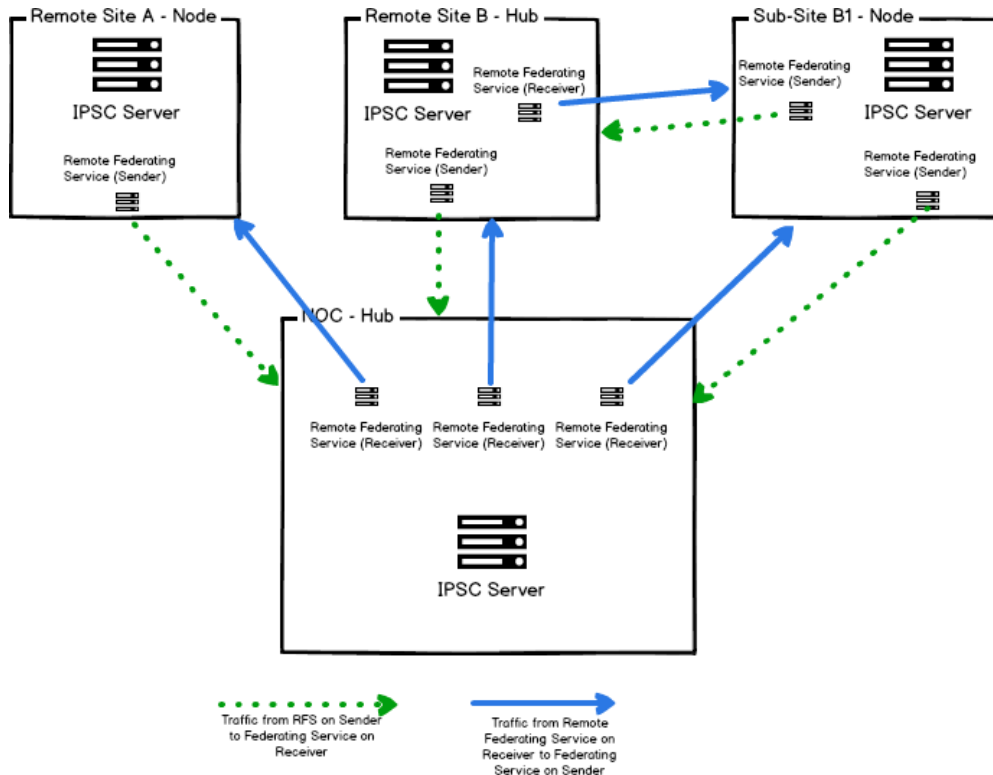 Remote Site A - Node
IPSC Server
Remote Federating
Service (Sender)
Remote Site B - Hub
Remote Federating
Service (Receiver)
IPSC Server
Remote Federating
Service (Sender)
Sub-Site B1 - Node
Remote Federating
Service (Sender)
IPSC Server
Remote Federating
Service (Sender)
NOC - Hub
Remote Federating
Service (Receiver)
Remote Federating
Service (Receiver)
Remote Federating
Service (Receiver)
IPSC Server
Traffic from RFS on Sender
to Federating Service on
Receiver
Traffic from Remote
Federating Service on
Receiver to Federating
Service on Sender